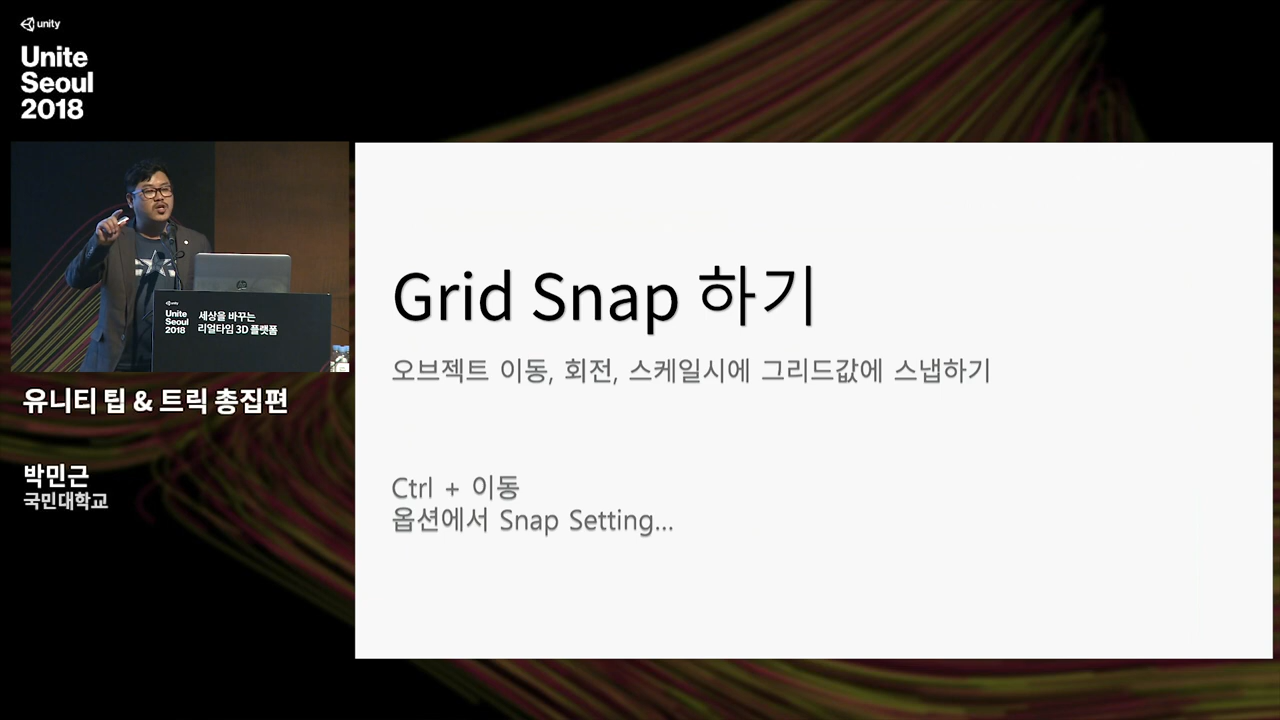 unity
Unite
Seoul
2018
unity
Unite
Seoul
2018
세상을 바꾸는
리얼타임 3D 플랫폼
유니티 팁 & 트릭 총집편
박민근
국민대학교
Grid Snap 하기
오브젝트 이동, 회전, 스케일시에 그리드값에 스냅하기
Ctrl + 이동
옵션에서 Snap Setting...